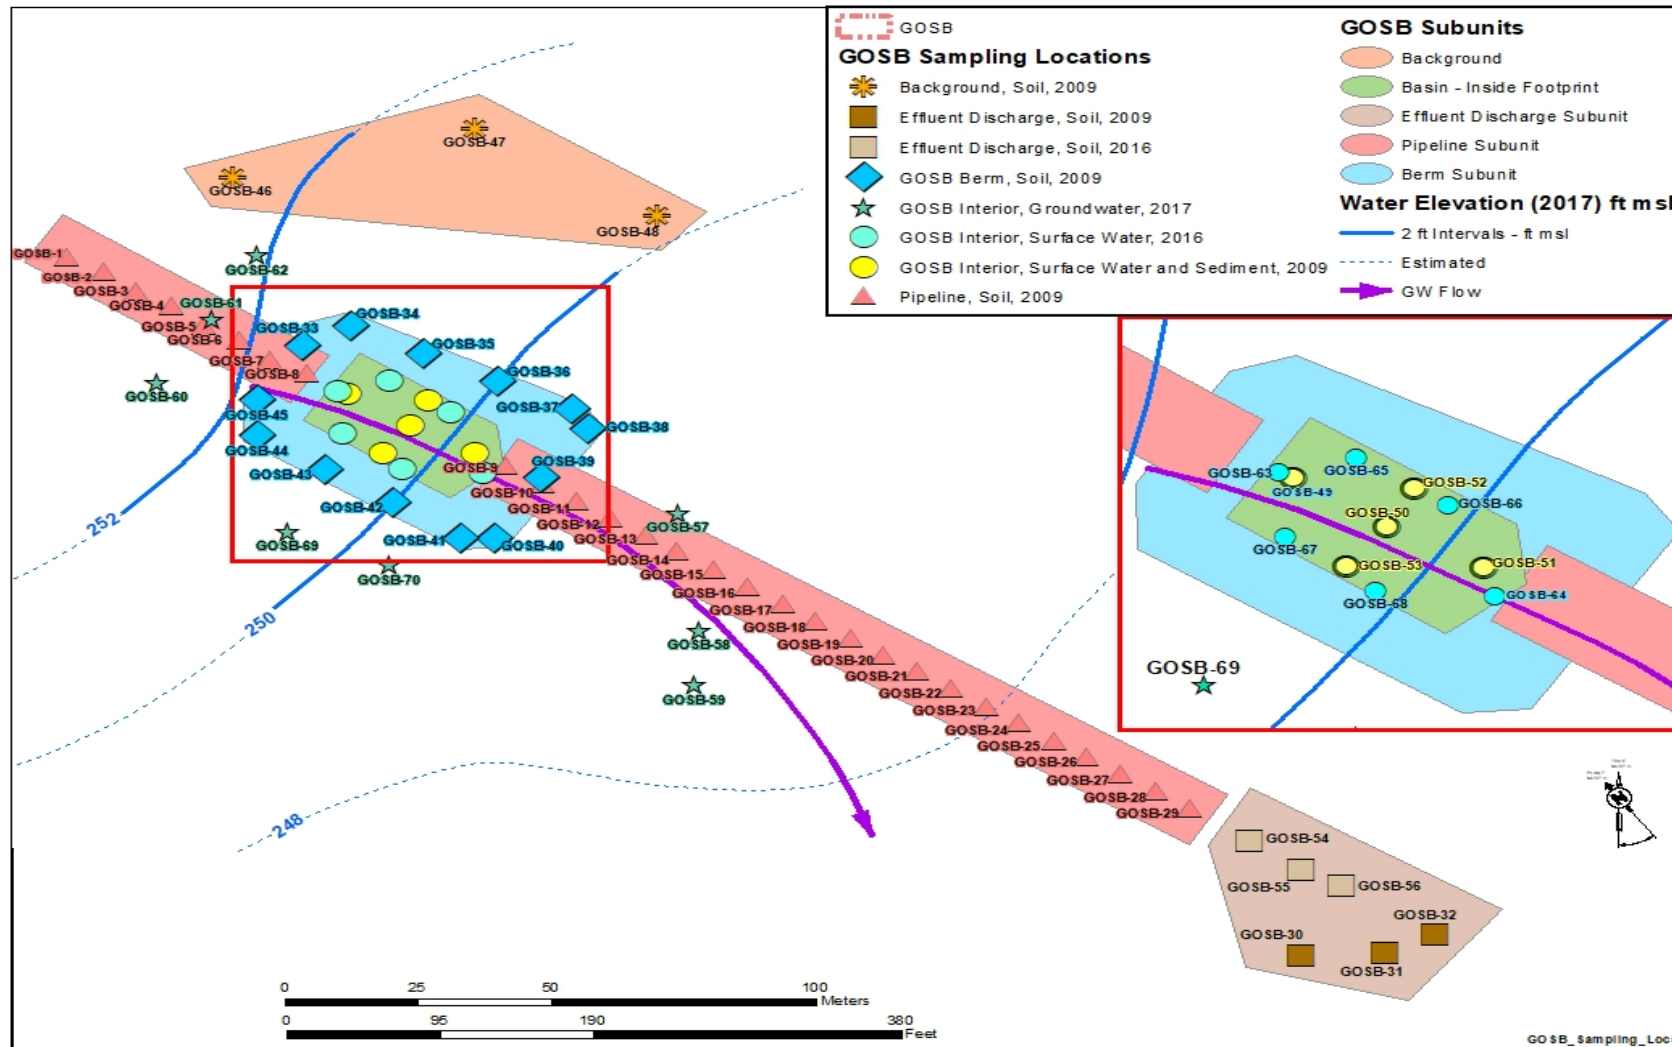 GOSB
GOSB Sampling Locations
Background, Soil, 2009
Effluent Discharge, Soil, 2009
Effluent Discharge, Soil, 2016
GOSB Berm, Soil, 2009
GOSB Interior, Groundwater, 2017
GOSB Interior, Surface Water, 2016
GOSB Interior, Surface Water and Sediment, 2009
Pipeline, Soil, 2009
GOSB Subunits
Background
Basin - Inside Footprint
Effluent Discharge Subunit
Pipeline Subunit
Berm Subunit
Water Elevation (2017) ft msl
2 ft Intervals - ft msl
Estimated
GW Flow
GOSB-47
GOSB-46
GOSB-48
GOSB-1
GOSB-2
GOSB-3
GOSB-4
GOSB-5
GOSB-6
GOSB-7
GOSB-8
GOSB-62
GOSB-61
GOSB-60
GOSB-33
GOSB-34
GOSB-35
GOSB-36
GOSB-37
GOSB-38
GOSB-39
GOSB-45
GOSB-44
GOSB-43
GOSB-42
GOSB-41
GOSB-40
GOSB-69
GOSB-70
GOSB-9
GOSB-10
GOSB-11
GOSB-12
GOSB-13
GOSB-14
GOSB-15
GOSB-16
GOSB-17
GOSB-18
GOSB-19
GOSB-20
GOSB-21
GOSB-22
GOSB-23
GOSB-24
GOSB-25
GOSB-26
GOSB-27
GOSB-28
GOSB-29
GOSB-57
GOSB-58
GOSB-59
252
250
248
GOSB-63
GOSB-65
GOSB-49
GOSB-52
GOSB-66
GOSB-50
GOSB-67
GOSB-53
GOSB-51
GOSB-68
GOSB-64
GOSB-69
GOSB-54
GOSB-55
GOSB-56
GOSB-32
GOSB-30
GOSB-31
0 25 50 100
Meters
0 95 190 380
Feet
GOSB_Sampling_Loc